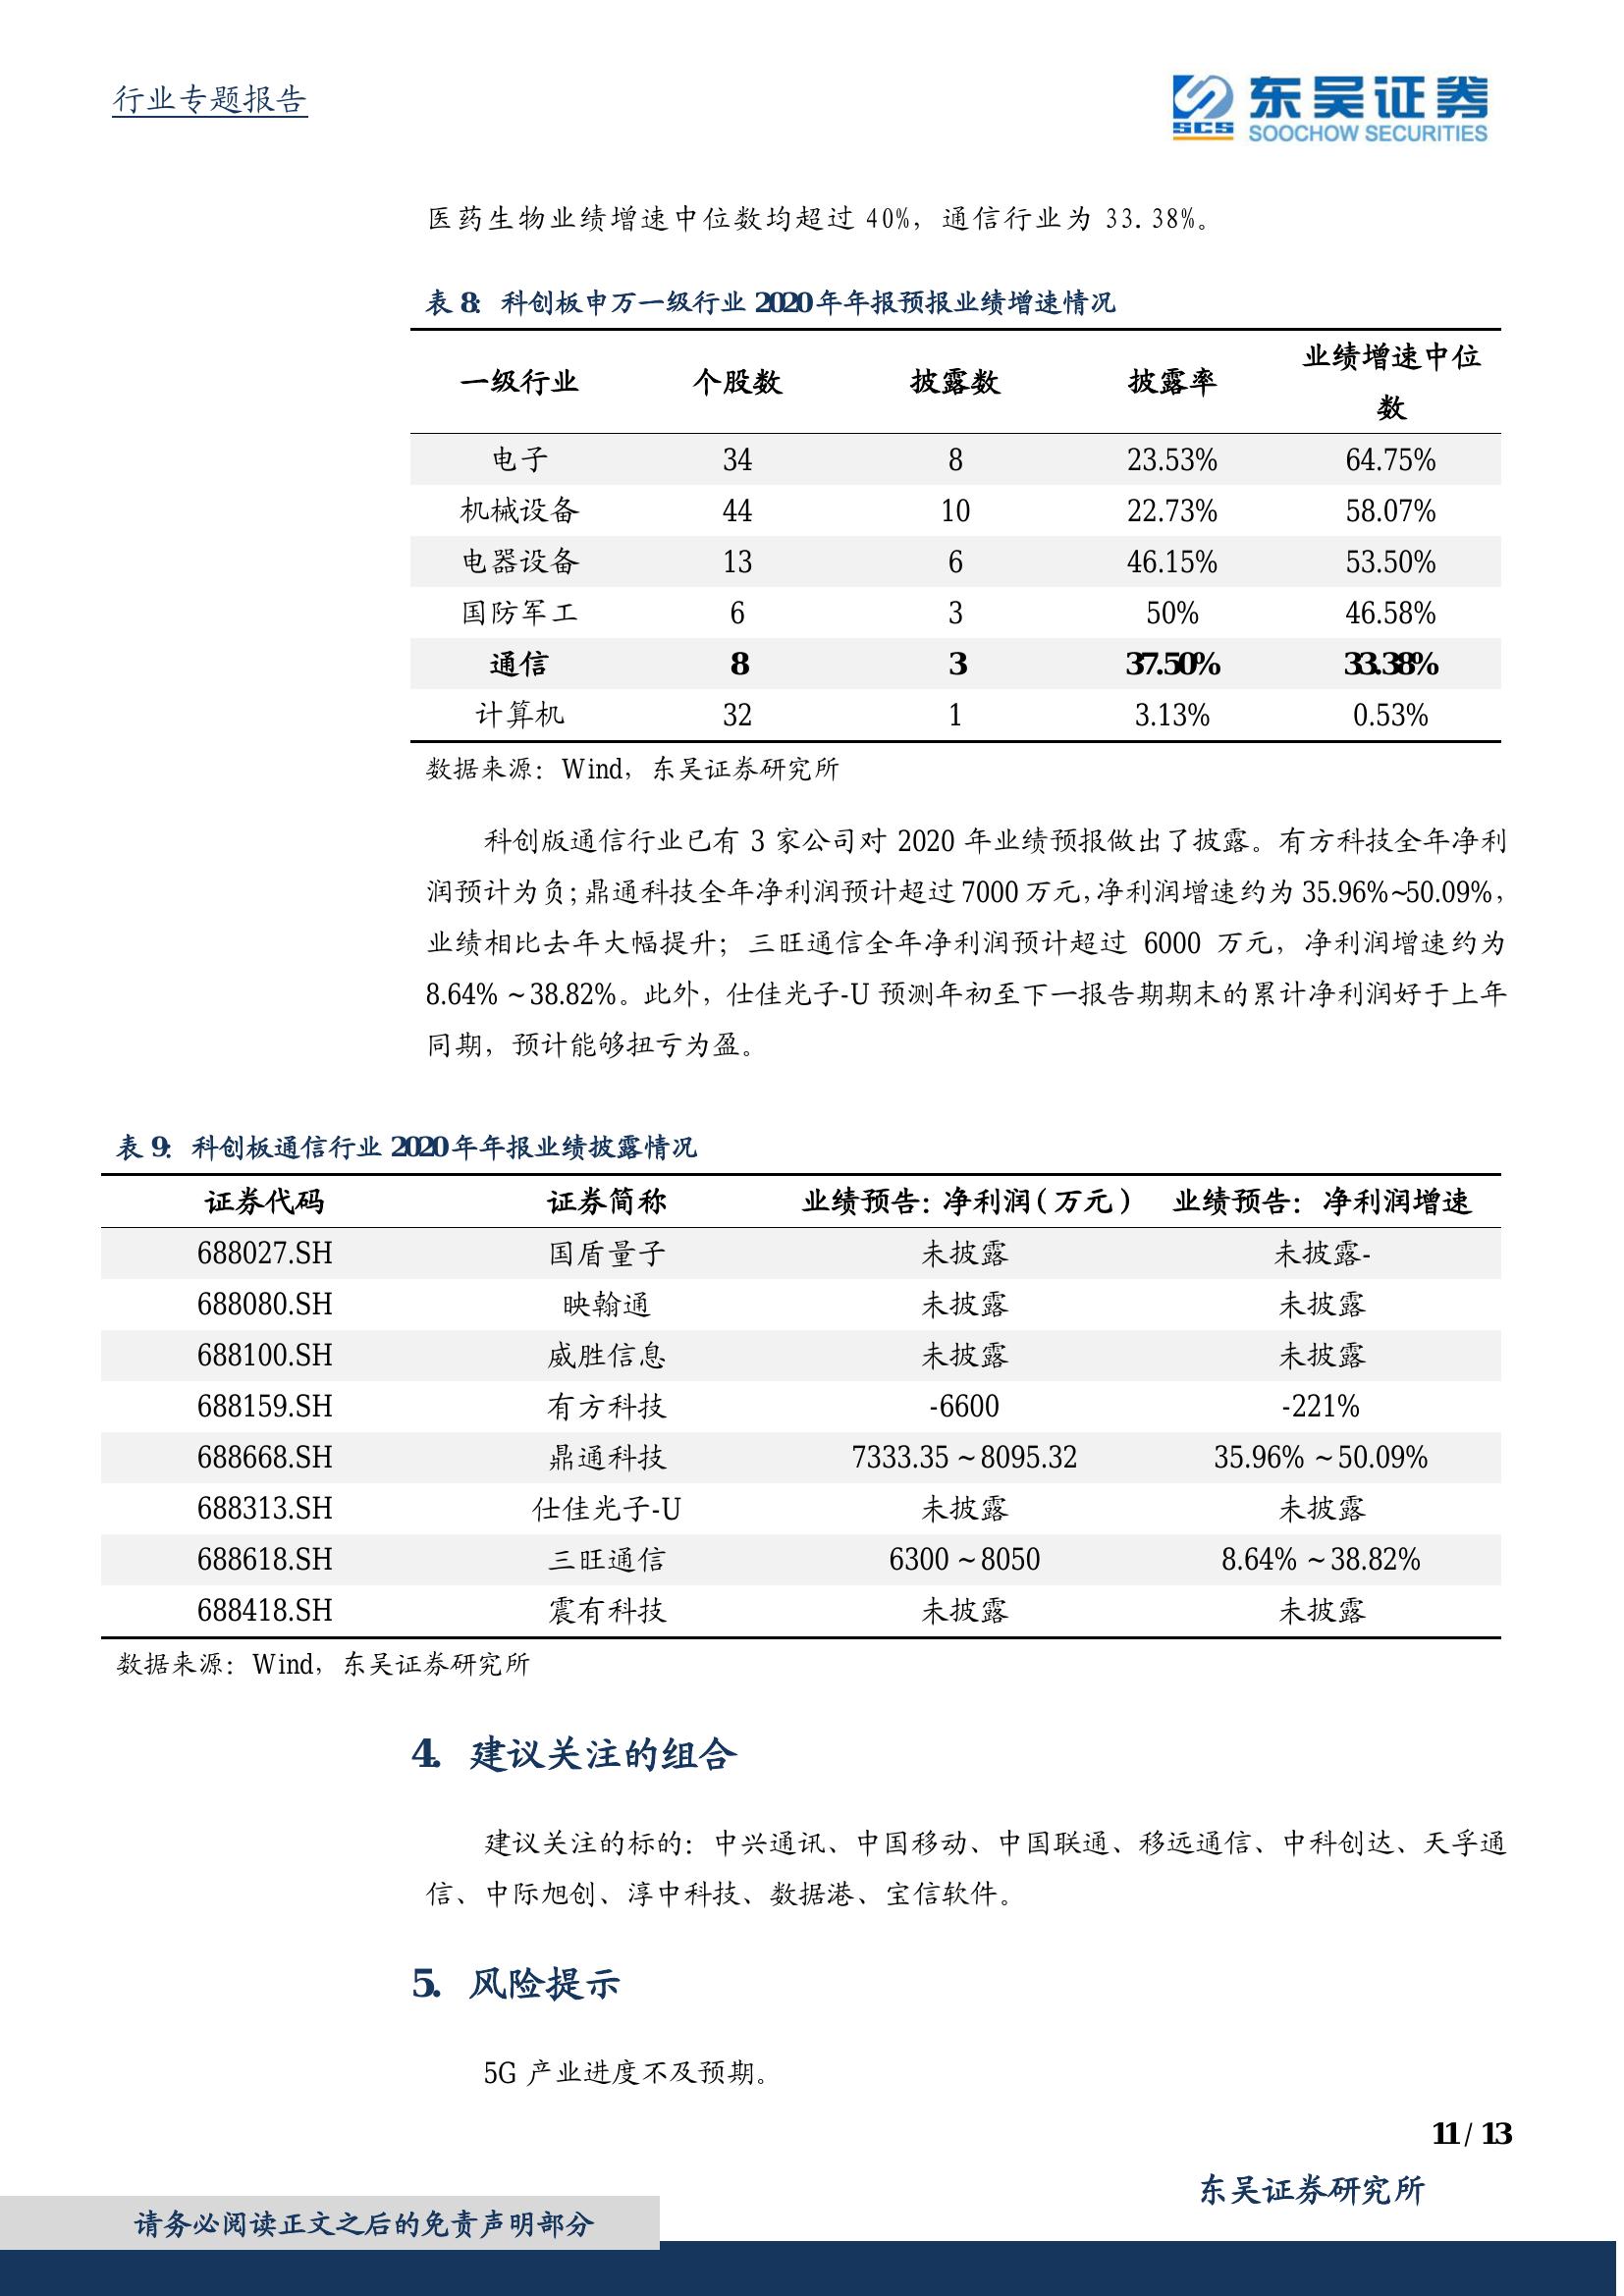 行业专题报告
SCS 东吴证券
SOOCHOW SECURITIES
医药生物业绩增速中位数均超过 40%，通信行业为 33.38%。
表 8： 科创板申万一级行业 2020 年年报预报业绩增速情况
一级行业 个股数 披露数 披露率 业绩增速中位
数
电子 34 8 23.53% 64.75%
机械设备 44 10 22.73% 58.07%
电器设备 13 6 46.15% 53.50%
国防军工 6 3 50% 46.58%
通信 8 3 37.50% 33.38%
计算机 32 1 3.13% 0.53%
数据来源：Wind，东吴证券研究所
科创版通信行业已有 3 家公司对 2020 年业绩预报做出了披露。有方科技全年净利
润预计为负；鼎通科技全年净利润预计超过 7000 万元，净利润增速约为 35.96%~50.09%，
业绩相比去年大幅提升；三旺通信全年净利润预计超过 6000 万元，净利润增速约为
8.64%~38.82%。此外，仕佳光子-U 预测年初至下一报告期期末的累计净利润好于上年
同期，预计能够扭亏为盈。
表 9： 科创板通信行业 2020 年年报业绩披露情况
证券代码 证券简称 业绩预告：净利润（万元） 业绩预告：净利润增速
688027.SH 国盾量子 未披露 未披露-
688080.SH 映翰通 未披露 未披露
688100.SH 威胜信息 未披露 未披露
688159.SH 有方科技 -6600 -221%
688668.SH 鼎通科技 7333.35~8095.32 35.96%~50.09%
688313.SH 仕佳光子-U 未披露 未披露
688618.SH 三旺通信 6300~8050 8.64%~38.82%
688418.SH 震有科技 未披露 未披露
数据来源：Wind，东吴证券研究所
4. 建议关注的组合
建议关注的标的：中兴通讯、中国移动、中国联通、移远通信、中科创达、天孚通
信、中际旭创、淳中科技、数据港、宝信软件。
5. 风险提示
5G 产业进度不及预期。
11 / 13
东吴证券研究所
请务必阅读正文之后的免责声明部分